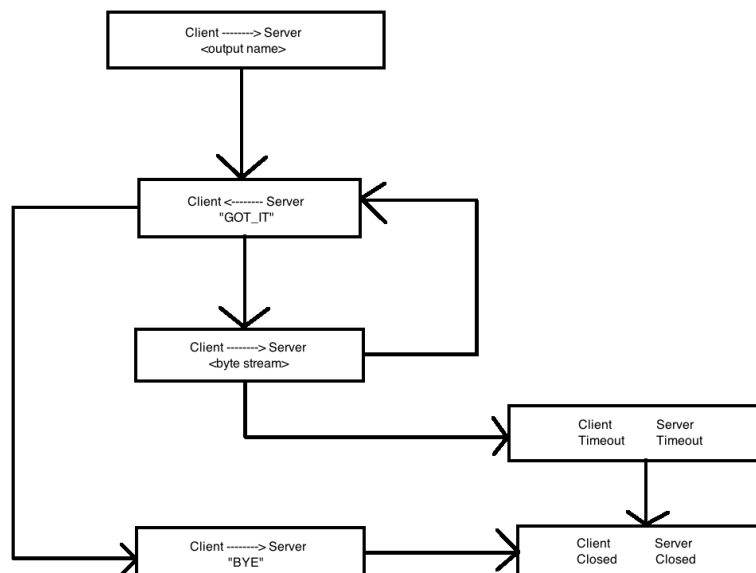 Client --------> Server
<output name>
Client <-------- Server
"GOT_IT"
Client --------> Server
<byte stream>
Client Server
Timeout Timeout
Client --------> Server
"BYE"
Client Server
Closed Closed